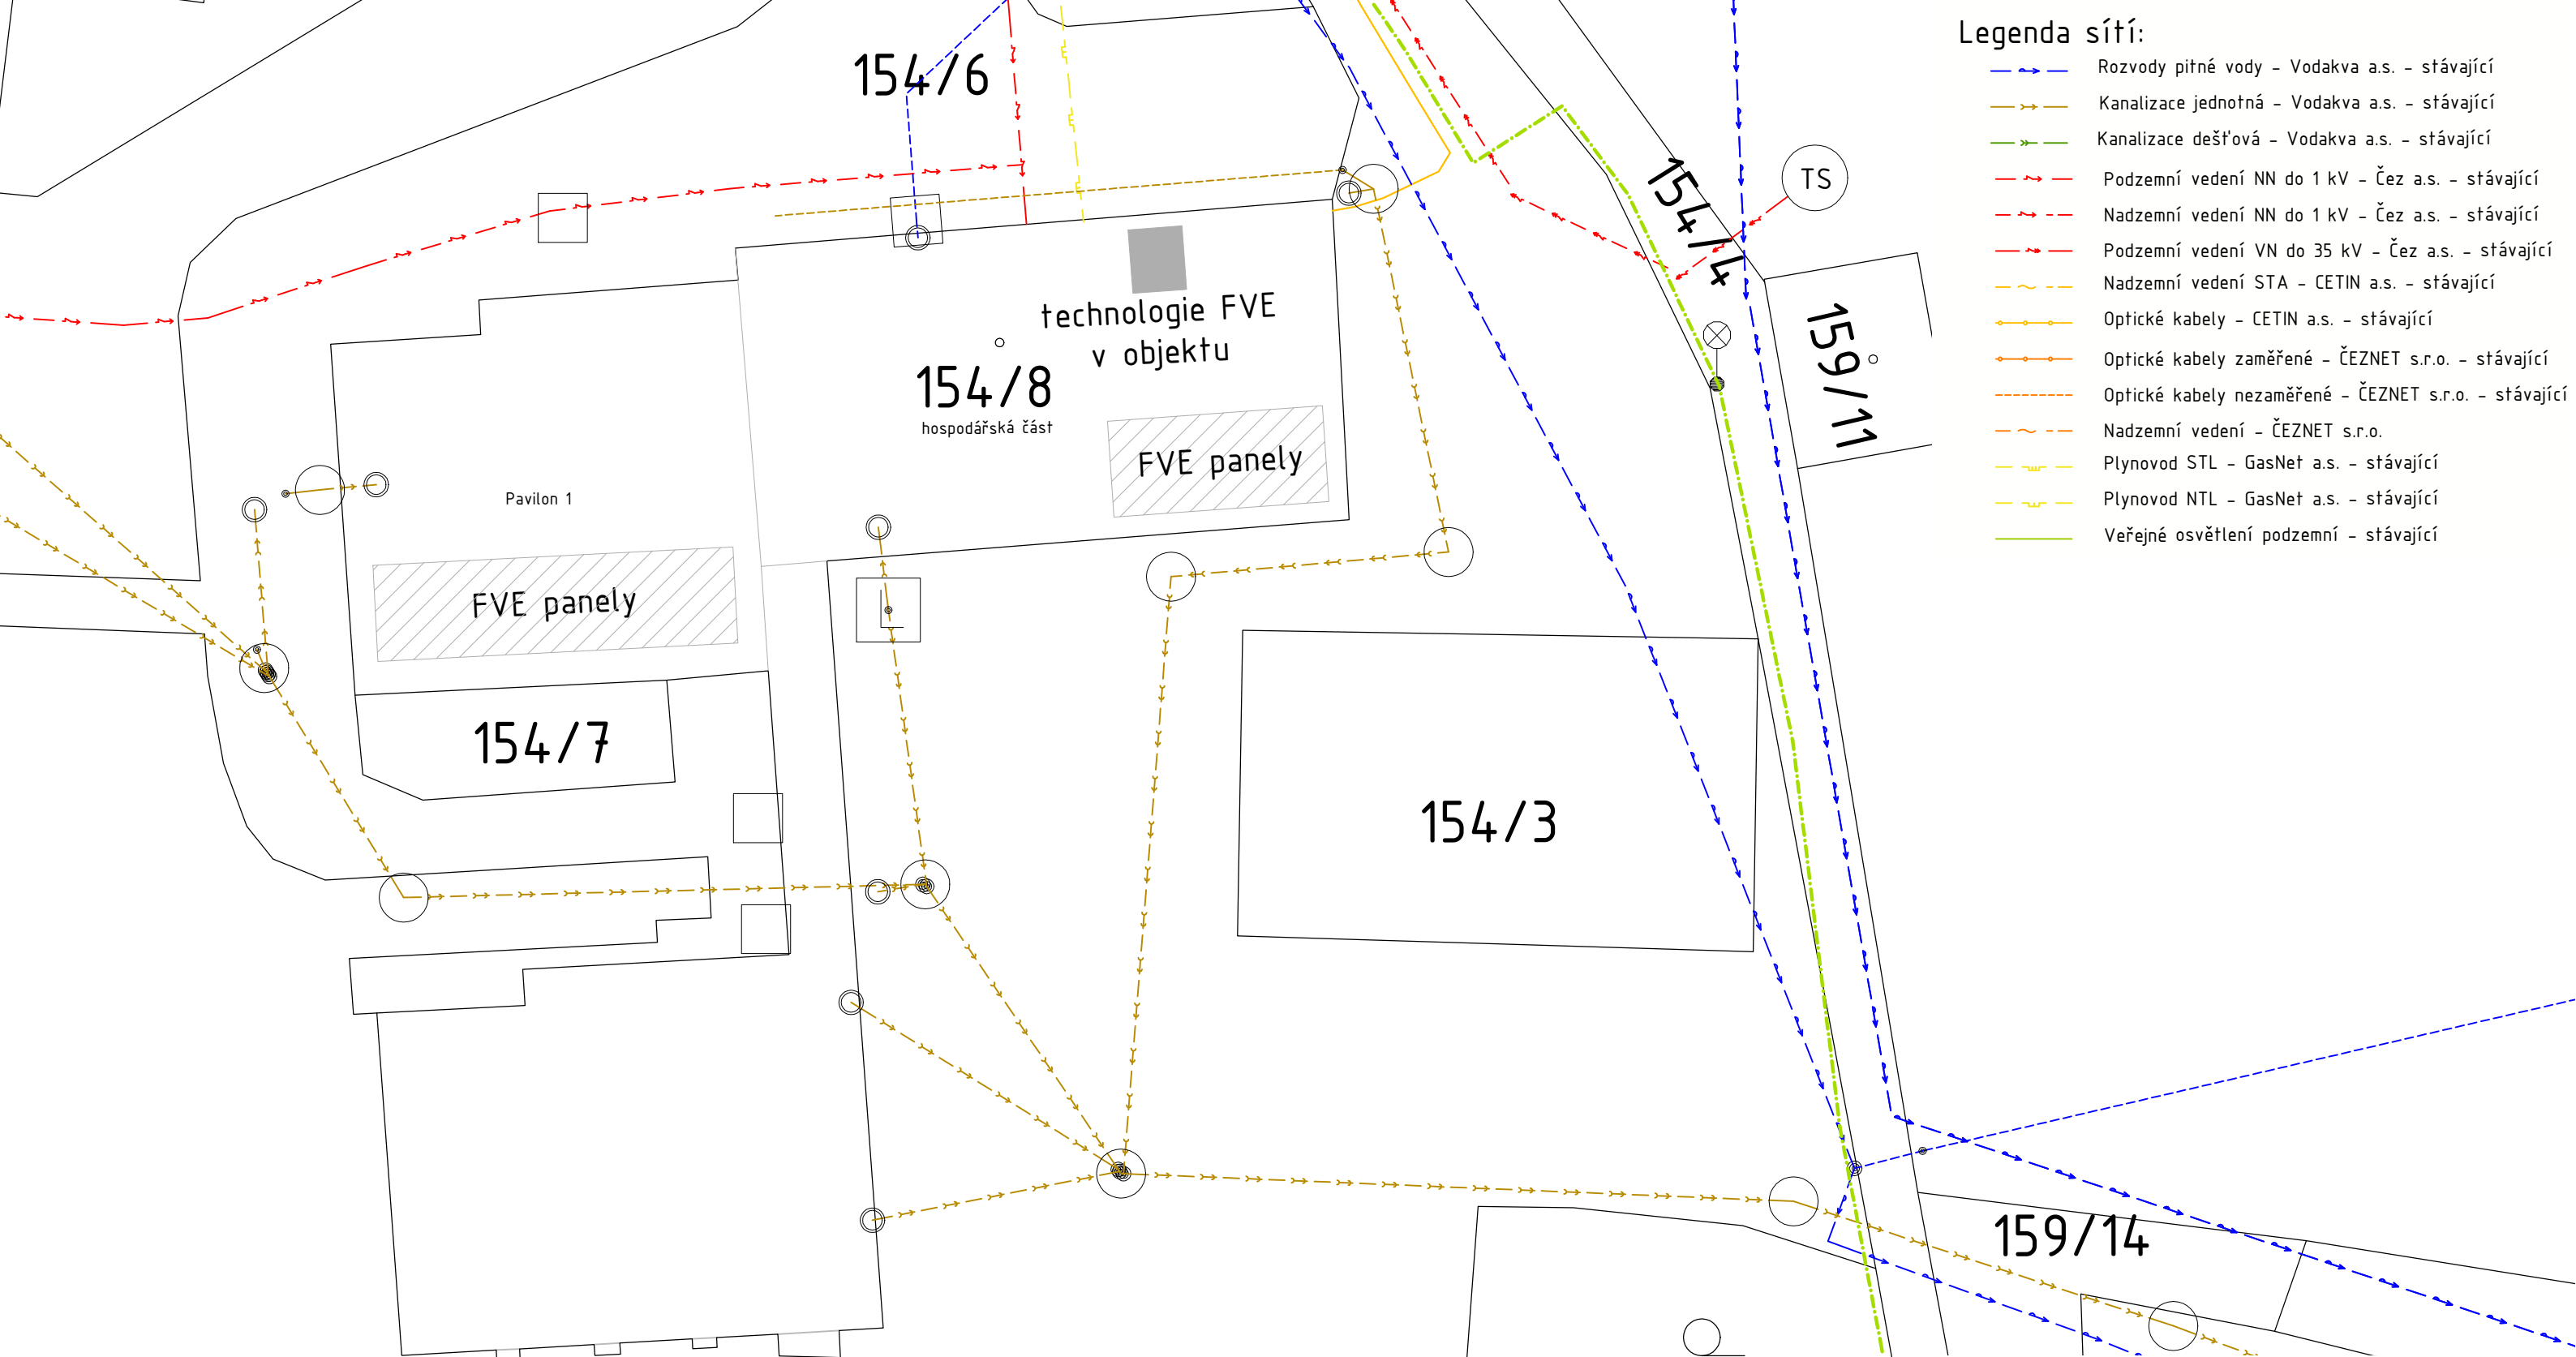 Legenda sítí:
Rozvody pitné vody - Vodakva a.s. - stávající
Kanalizace jednotná - Vodakva a.s. - stávající
Kanalizace dešťová - Vodakva a.s. - stávající
Podzemní vedení NN do 1 kV - Čez a.s. - stávající
Nadzemní vedení NN do 1 kV - Čez a.s. - stávající
Podzemní vedení VN do 35 kV - Čez a.s. - stávající
Nadzemní vedení STA - CETIN a.s. - stávající
Optické kabely - CETIN a.s. - stávající
Optické kabely zaměřené - ČEZNET s.r.o. - stávající
Optické kabely nezaměřené - ČEZNET s.r.o. - stávající
Nadzemní vedení - ČEZNET s.r.o.
Plynovod STL - GasNet a.s. - stávající
Plynovod NTL - GasNet a.s. - stávající
Veřejné osvětlení podzemní - stávající
154/6
TS
154/4
technologie FVE
v objektu
159/11
154/8
hospodářská část
FVE panely
Pavilon 1
FVE panely
154/7
154/3
159/14